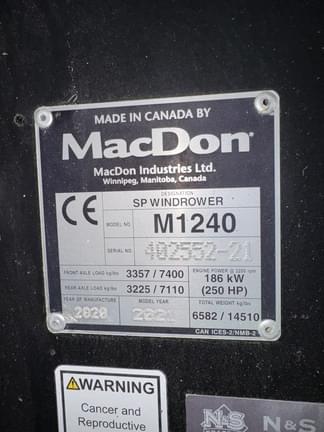 MADE IN CANADA BY
MacDon®
MacDon Industries Ltd.
Winnipeg, Manitoba, Canada
CE
DESIGNATION
SP WINDROWER
MODEL NO
M1240
SERIAL NO
402552-21
FRONT AXLE LOAD kg/lbs
3357 / 7400
REAR AXLE LOAD kg/lbs
3225 / 7110
ENGINE POWER @ 2200 rpm
186 kW
(250 HP)
YEAR OF MANUFACTURE
2020
MODEL YEAR
2021
TOTAL WEIGHT kg/lbs
6582 / 14510
CAN ICES-2/NMB-2
WARNING
Cancer and
Reproductive
N&S
N & S